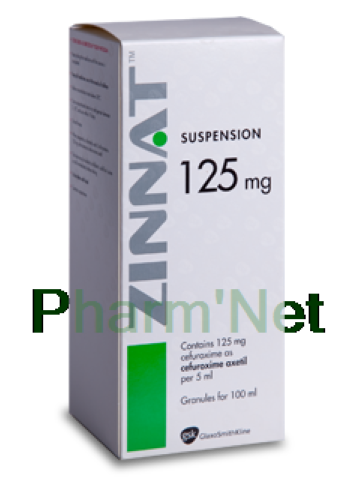 ZINNAT™
SUSPENSION
125 mg
Pharm'Net
Contains 125 mg
cefuroxime as
cefuroxime axetil
per 5 ml
Granules for 100 ml
gsk GlaxoSmithKline